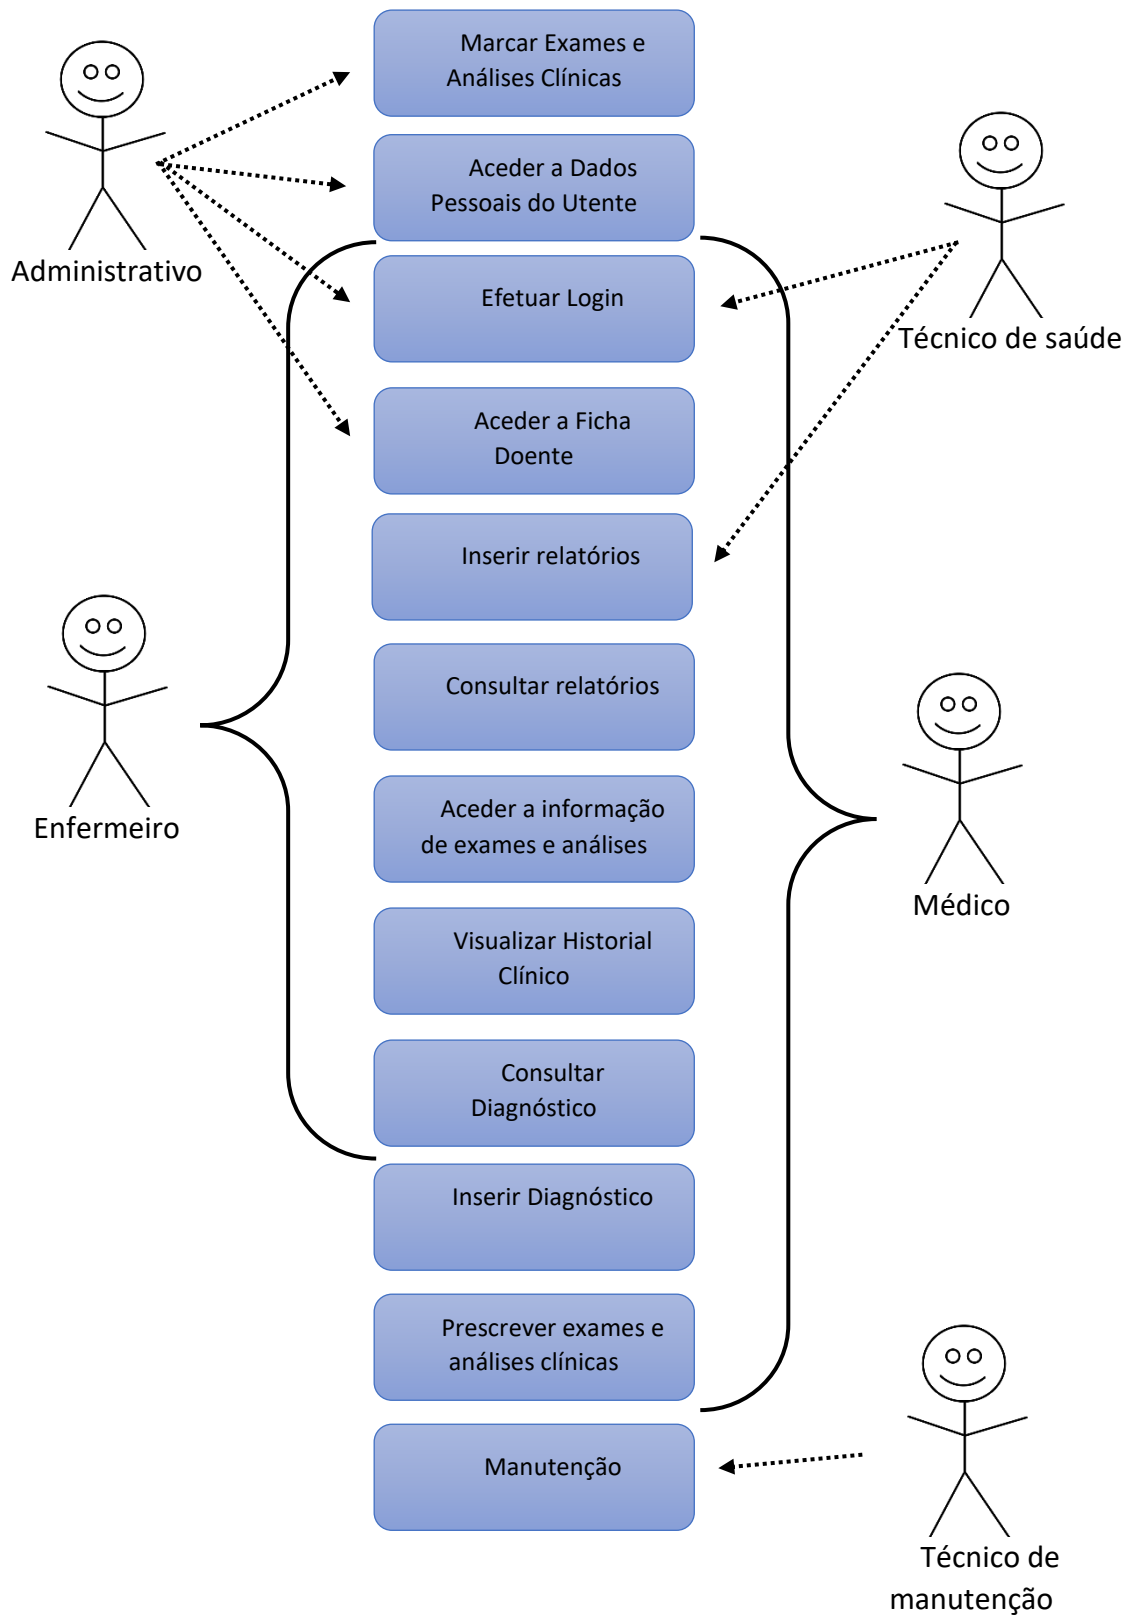 Marcar Exames e
Análises Clínicas
Aceder a Dados
Pessoais do Utente
Administrativo
Efetuar Login
Técnico de saúde
Aceder a Ficha
Doente
Inserir relatórios
Consultar relatórios
Enfermeiro
Aceder a informação
de exames e análises
Médico
Visualizar Historial
Clínico
Consultar
Diagnóstico
Inserir Diagnóstico
Prescrever exames e
análises clínicas
Manutenção
Técnico de
manutenção